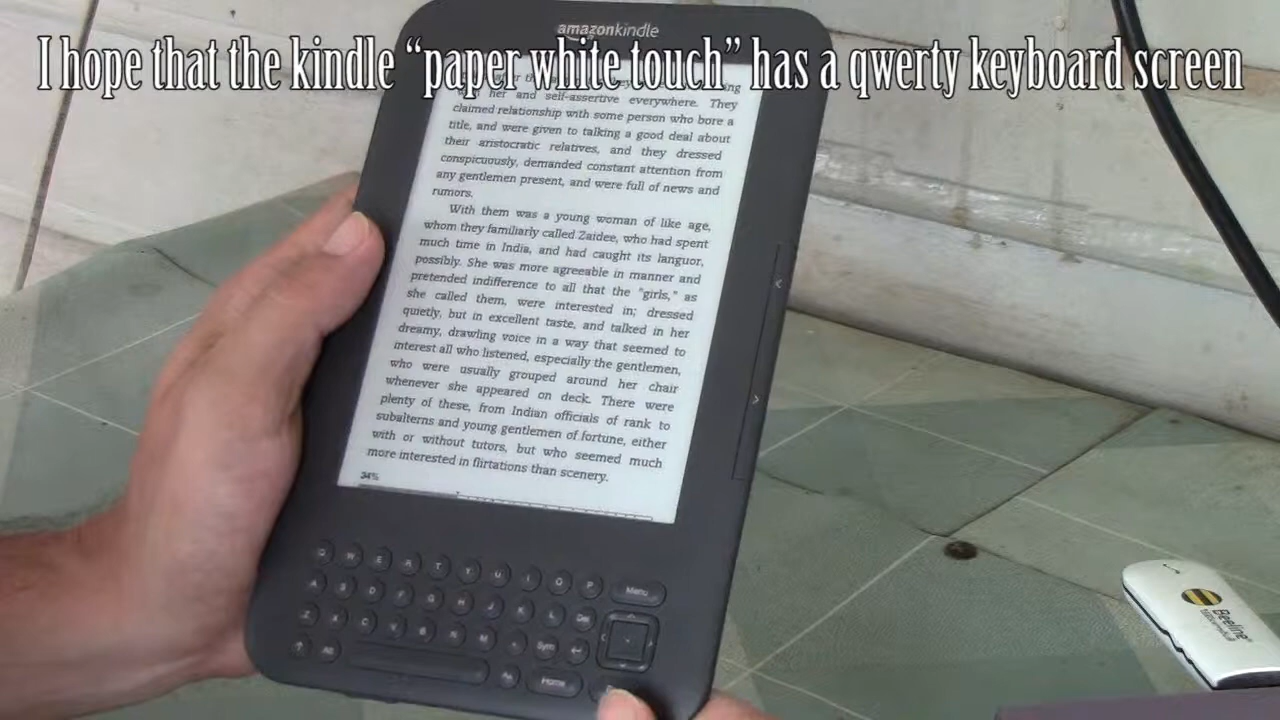 amazonkindle
I hope that the kindle “paper white touch” has a qwerty keyboard screen
her and self-assertive everywhere. They
claimed relationship with some person who bore a
title, and were given to talking a good deal about
their aristocratic relatives, and they dressed
conspicuously, demanded constant attention from
any gentlemen present, and were full of news and
rumors.
With them was a young woman of like age,
whom they familiarly called Zaidee, who had spent
much time in India, and had caught its languor,
possibly. She was more agreeable in manner and
pretended indifference to all that the "girls," as
she called them, were interested in; dressed
quietly, but in excellent taste, and talked in her
dreamy, drawling voice in a way that seemed to
interest all who listened, especially the gentlemen,
who were usually grouped around her chair
whenever she appeared on deck. There were
plenty of these, from Indian officials of rank to
subalterns and young gentlemen of fortune, either
with or without tutors, but who seemed much
more interested in flirtations than scenery.
34%
Q W E R T Y U I O P Menu
A S D F G H J K L Del
Z X C V B N M Sym
Alt Aa Home
Beeline